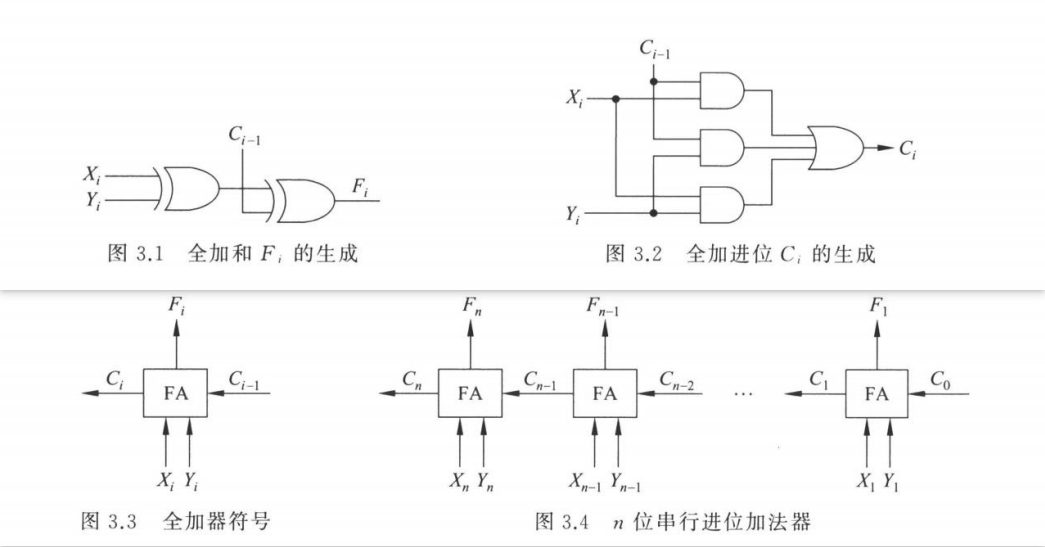 C_{i-1}
X_i
Y_i
F_i
图 3.1 全加和 F_i 的生成
C_{i-1}
X_i
Y_i
C_i
图 3.2 全加进位 C_i 的生成
F_i
C_i FA C_{i-1}
X_i Y_i
图 3.3 全加器符号
F_n F_{n-1} F_1
C_n FA C_{n-1} FA C_{n-2} … C_1 FA C_0
X_n Y_n X_{n-1} Y_{n-1} X_1 Y_1
图 3.4 n 位串行进位加法器